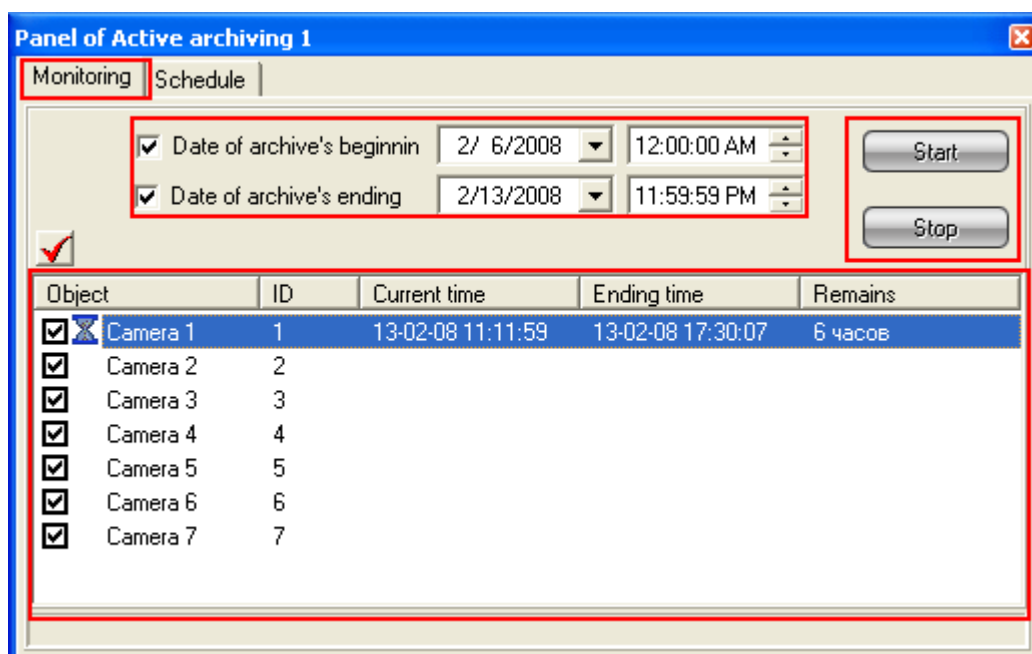 Panel of Active archiving 1
Monitoring Schedule
Date of archive's beginnin 2/ 6/2008 12:00:00 AM Start
Date of archive's ending 2/13/2008 11:59:59 PM Stop
Object ID Current time Ending time Remains
Camera 1 1 13-02-08 11:11:59 13-02-08 17:30:07 6 часов
Camera 2 2
Camera 3 3
Camera 4 4
Camera 5 5
Camera 6 6
Camera 7 7